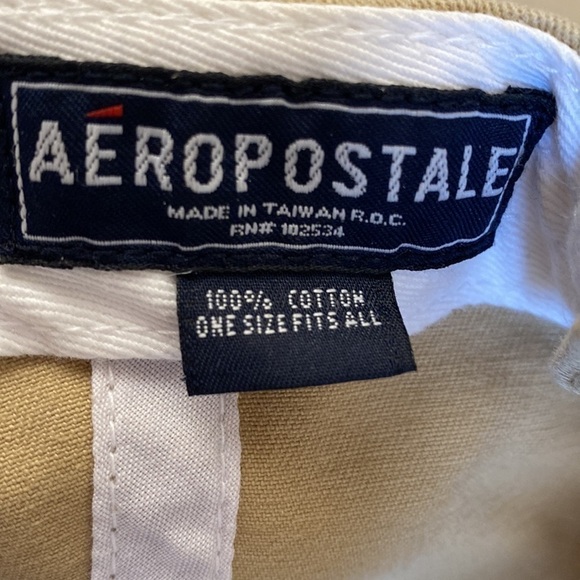 AÉROPOSTALE
MADE IN TAIWAN R.O.C.
RN# 102534
100% COTTON
ONE SIZE FITS ALL